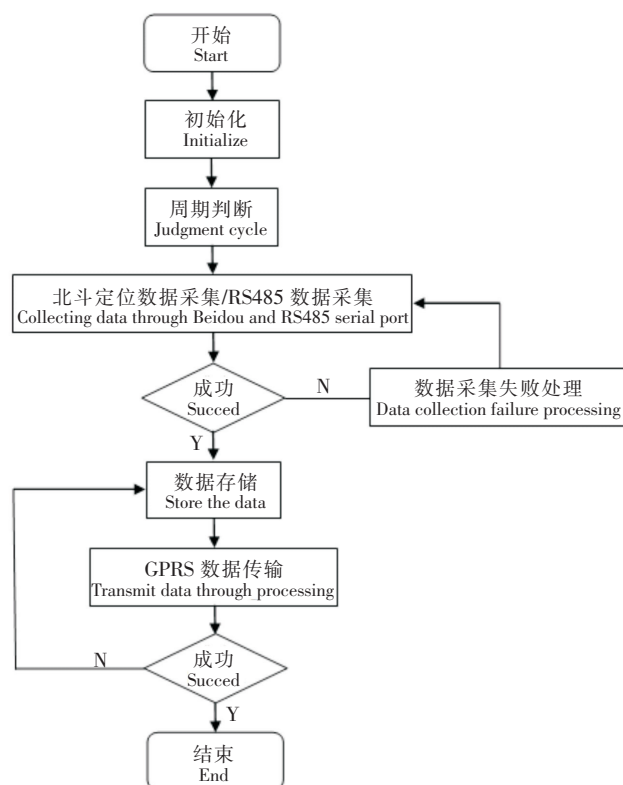 开始
Start
初始化
Initialize
周期判断
Judgment cycle
北斗定位数据采集/RS485 数据采集
Collecting data through Beidou and RS485 serial port
成功
Succed
N
数据采集失败处理
Data collection failure processing
Y
数据存储
Store the data
GPRS 数据传输
Transmit data through processing
N
成功
Succed
Y
结束
End